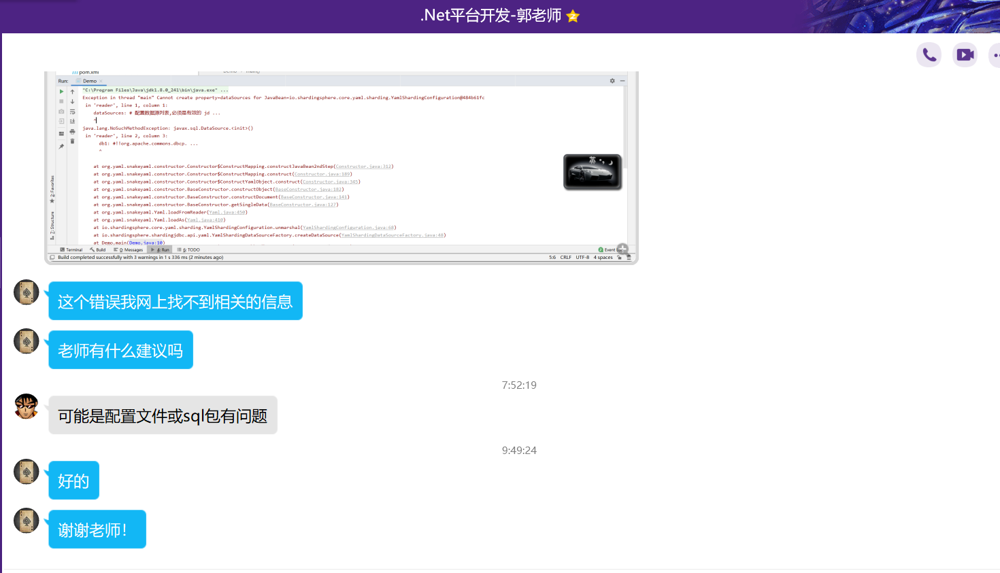 .Net平台开发-郭老师
pom.xml
Demo
main()
Run:
Demo
"C:\Program Files\Java\jdk1.8.0_241\bin\java.exe" ...
Exception in thread "main" Cannot create property=dataSources for JavaBean=io.shardingsphere.core.yaml.sharding.YamlShardingConfiguration@484b61fc
in 'reader', line 1, column 1:
dataSources: # 配置数据源列表,必须是有效的 jd ...
^
java.lang.NoSuchMethodException: javax.sql.DataSource.<init>()
in 'reader', line 2, column 3:
db1: #!!org.apache.commons.dbcp. ...
^
英
at org.yaml.snakeyaml.constructor.Constructor$ConstructMapping.constructJavaBean2ndStep(Constructor.java:312)
at org.yaml.snakeyaml.constructor.Constructor$ConstructMapping.construct(Constructor.java:189)
at org.yaml.snakeyaml.constructor.Constructor$ConstructYamlObject.construct(Constructor.java:345)
at org.yaml.snakeyaml.constructor.BaseConstructor.constructObject(BaseConstructor.java:182)
at org.yaml.snakeyaml.constructor.BaseConstructor.constructDocument(BaseConstructor.java:141)
at org.yaml.snakeyaml.constructor.BaseConstructor.getSingleData(BaseConstructor.java:127)
at org.yaml.snakeyaml.Yaml.loadFromReader(Yaml.java:450)
at org.yaml.snakeyaml.Yaml.loadAs(Yaml.java:410)
at io.shardingsphere.core.yaml.sharding.YamlShardingConfiguration.unmarshal(YamlShardingConfiguration.java:60)
at io.shardingsphere.shardingjdbc.api.yaml.YamlShardingDataSourceFactory.createDataSource(YamlShardingDataSourceFactory.java:48)
at Demo.main(Demo.java:10)
2: Favorites
Z: Structure
Terminal
Build
0: Messages
4: Run
6: TODO
Event
Build completed successfully with 3 warnings in 1 s 336 ms (2 minutes ago)
5:6 CRLF UTF-8 4 spaces
这个错误我网上找不到相关的信息
老师有什么建议吗
7:52:19
可能是配置文件或sql包有问题
9:49:24
好的
谢谢老师！